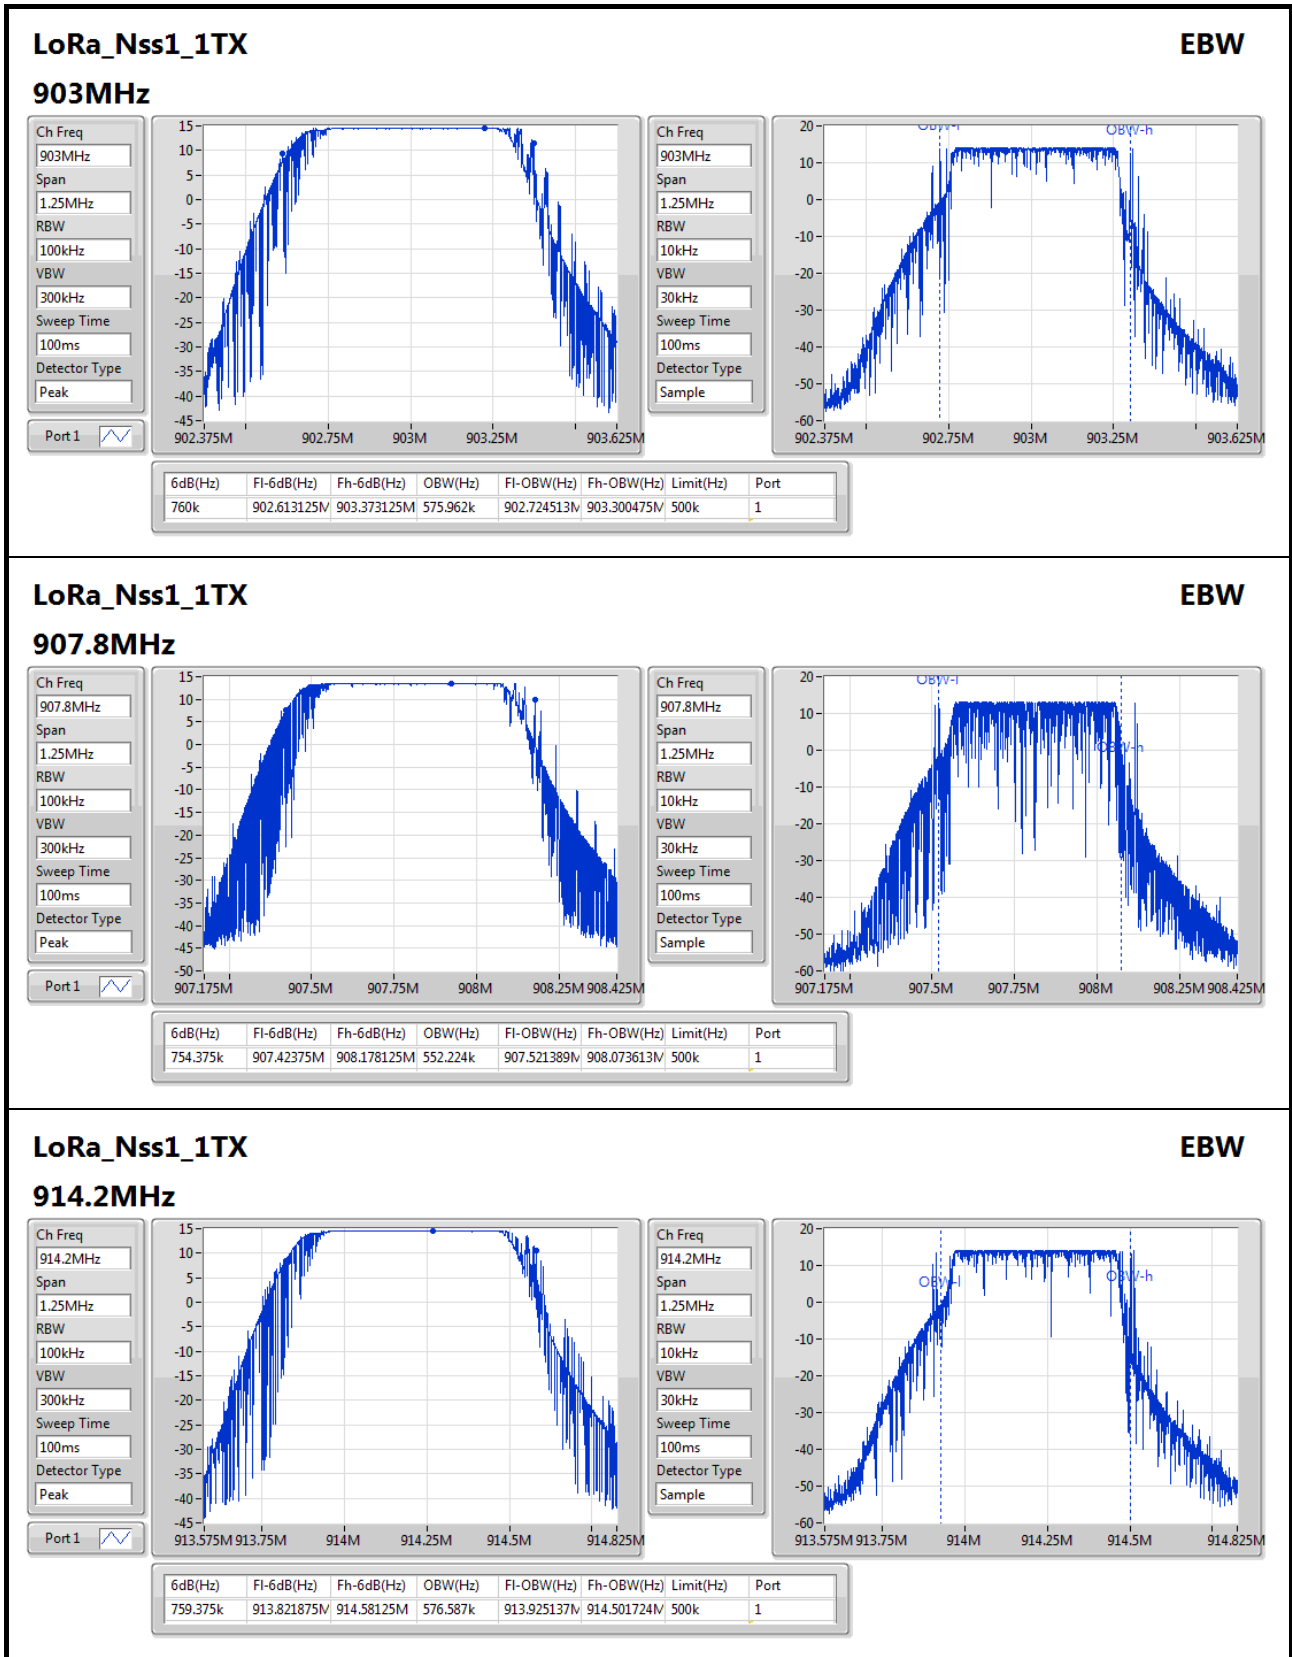 LoRa_Nss1_1TX EBW
903MHz
Ch Freq
903MHz
Span
1.25MHz
RBW
100kHz
VBW
300kHz
Sweep Time
100ms
Detector Type
Peak
Port 1
15
10
5
0
-5
-10
-15
-20
-25
-30
-35
-40
-45
902.375M 902.75M 903M 903.25M 903.625M
Ch Freq
903MHz
Span
1.25MHz
RBW
10kHz
VBW
30kHz
Sweep Time
100ms
Detector Type
Sample
20
10
0
-10
-20
-30
-40
-50
-60
OBW-l OBW-h
902.375M 902.75M 903M 903.25M 903.625M
6dB(Hz) Fl-6dB(Hz) Fh-6dB(Hz) OBW(Hz) Fl-OBW(Hz) Fh-OBW(Hz) Limit(Hz) Port
760k 902.613125M 903.373125M 575.962k 902.724513M 903.300475M 500k 1
LoRa_Nss1_1TX EBW
907.8MHz
Ch Freq
907.8MHz
Span
1.25MHz
RBW
100kHz
VBW
300kHz
Sweep Time
100ms
Detector Type
Peak
Port 1
15
10
5
0
-5
-10
-15
-20
-25
-30
-35
-40
-45
-50
907.175M 907.5M 907.75M 908M 908.25M 908.425M
Ch Freq
907.8MHz
Span
1.25MHz
RBW
10kHz
VBW
30kHz
Sweep Time
100ms
Detector Type
Sample
20
10
0
-10
-20
-30
-40
-50
-60
OBW-l
OBW-h
907.175M 907.5M 907.75M 908M 908.25M 908.425M
6dB(Hz) Fl-6dB(Hz) Fh-6dB(Hz) OBW(Hz) Fl-OBW(Hz) Fh-OBW(Hz) Limit(Hz) Port
754.375k 907.42375M 908.178125M 552.224k 907.521389M 908.073613M 500k 1
LoRa_Nss1_1TX EBW
914.2MHz
Ch Freq
914.2MHz
Span
1.25MHz
RBW
100kHz
VBW
300kHz
Sweep Time
100ms
Detector Type
Peak
Port 1
15
10
5
0
-5
-10
-15
-20
-25
-30
-35
-40
-45
913.575M 913.75M 914M 914.25M 914.5M 914.825M
Ch Freq
914.2MHz
Span
1.25MHz
RBW
10kHz
VBW
30kHz
Sweep Time
100ms
Detector Type
Sample
20
10
0
-10
-20
-30
-40
-50
-60
OBW-l OBW-h
913.575M 913.75M 914M 914.25M 914.5M 914.825M
6dB(Hz) Fl-6dB(Hz) Fh-6dB(Hz) OBW(Hz) Fl-OBW(Hz) Fh-OBW(Hz) Limit(Hz) Port
759.375k 913.821875M 914.58125M 576.587k 913.925137M 914.501724M 500k 1